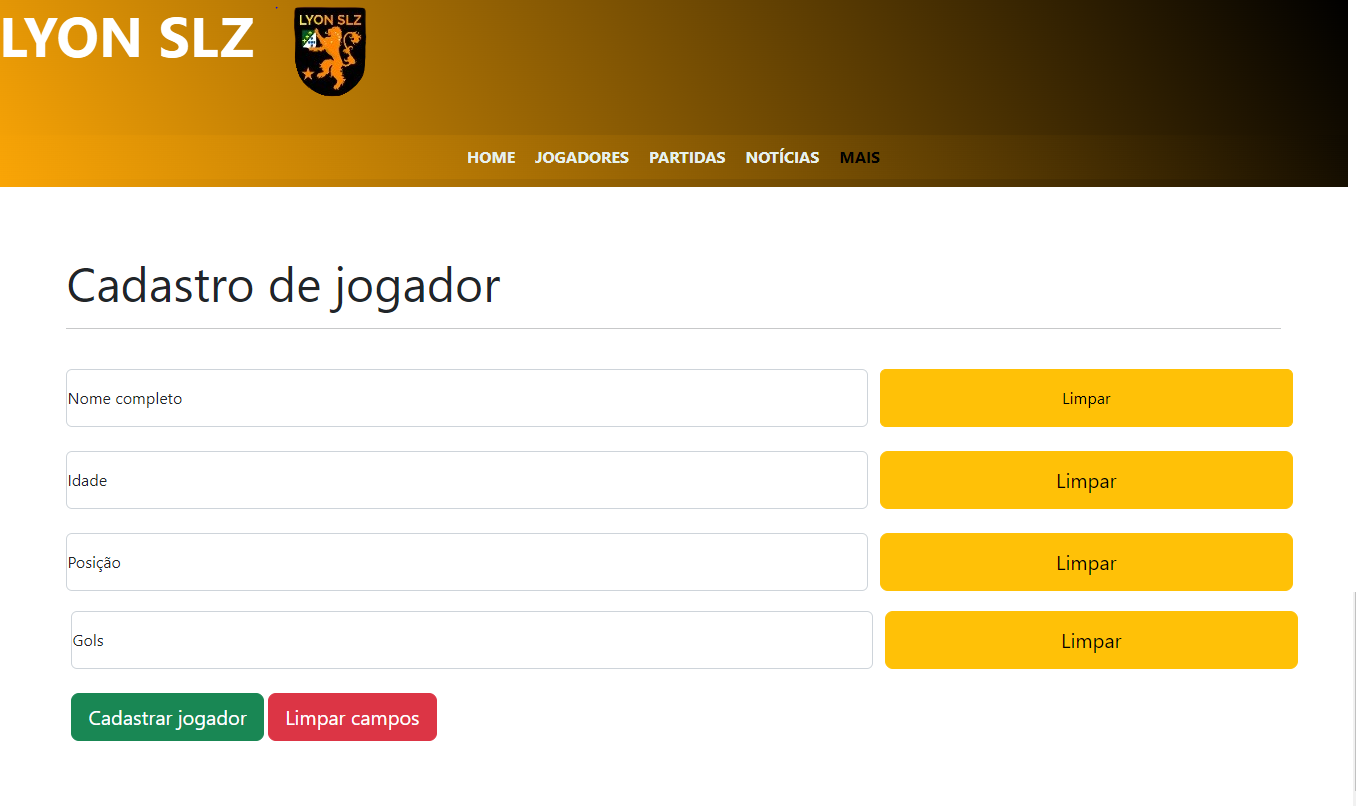 LYON SLZ
LYON SLZ
HOME JOGADORES PARTIDAS NOTÍCIAS MAIS
Cadastro de jogador
Nome completo Limpar
Idade Limpar
Posição Limpar
Gols Limpar
Cadastrar jogador Limpar campos